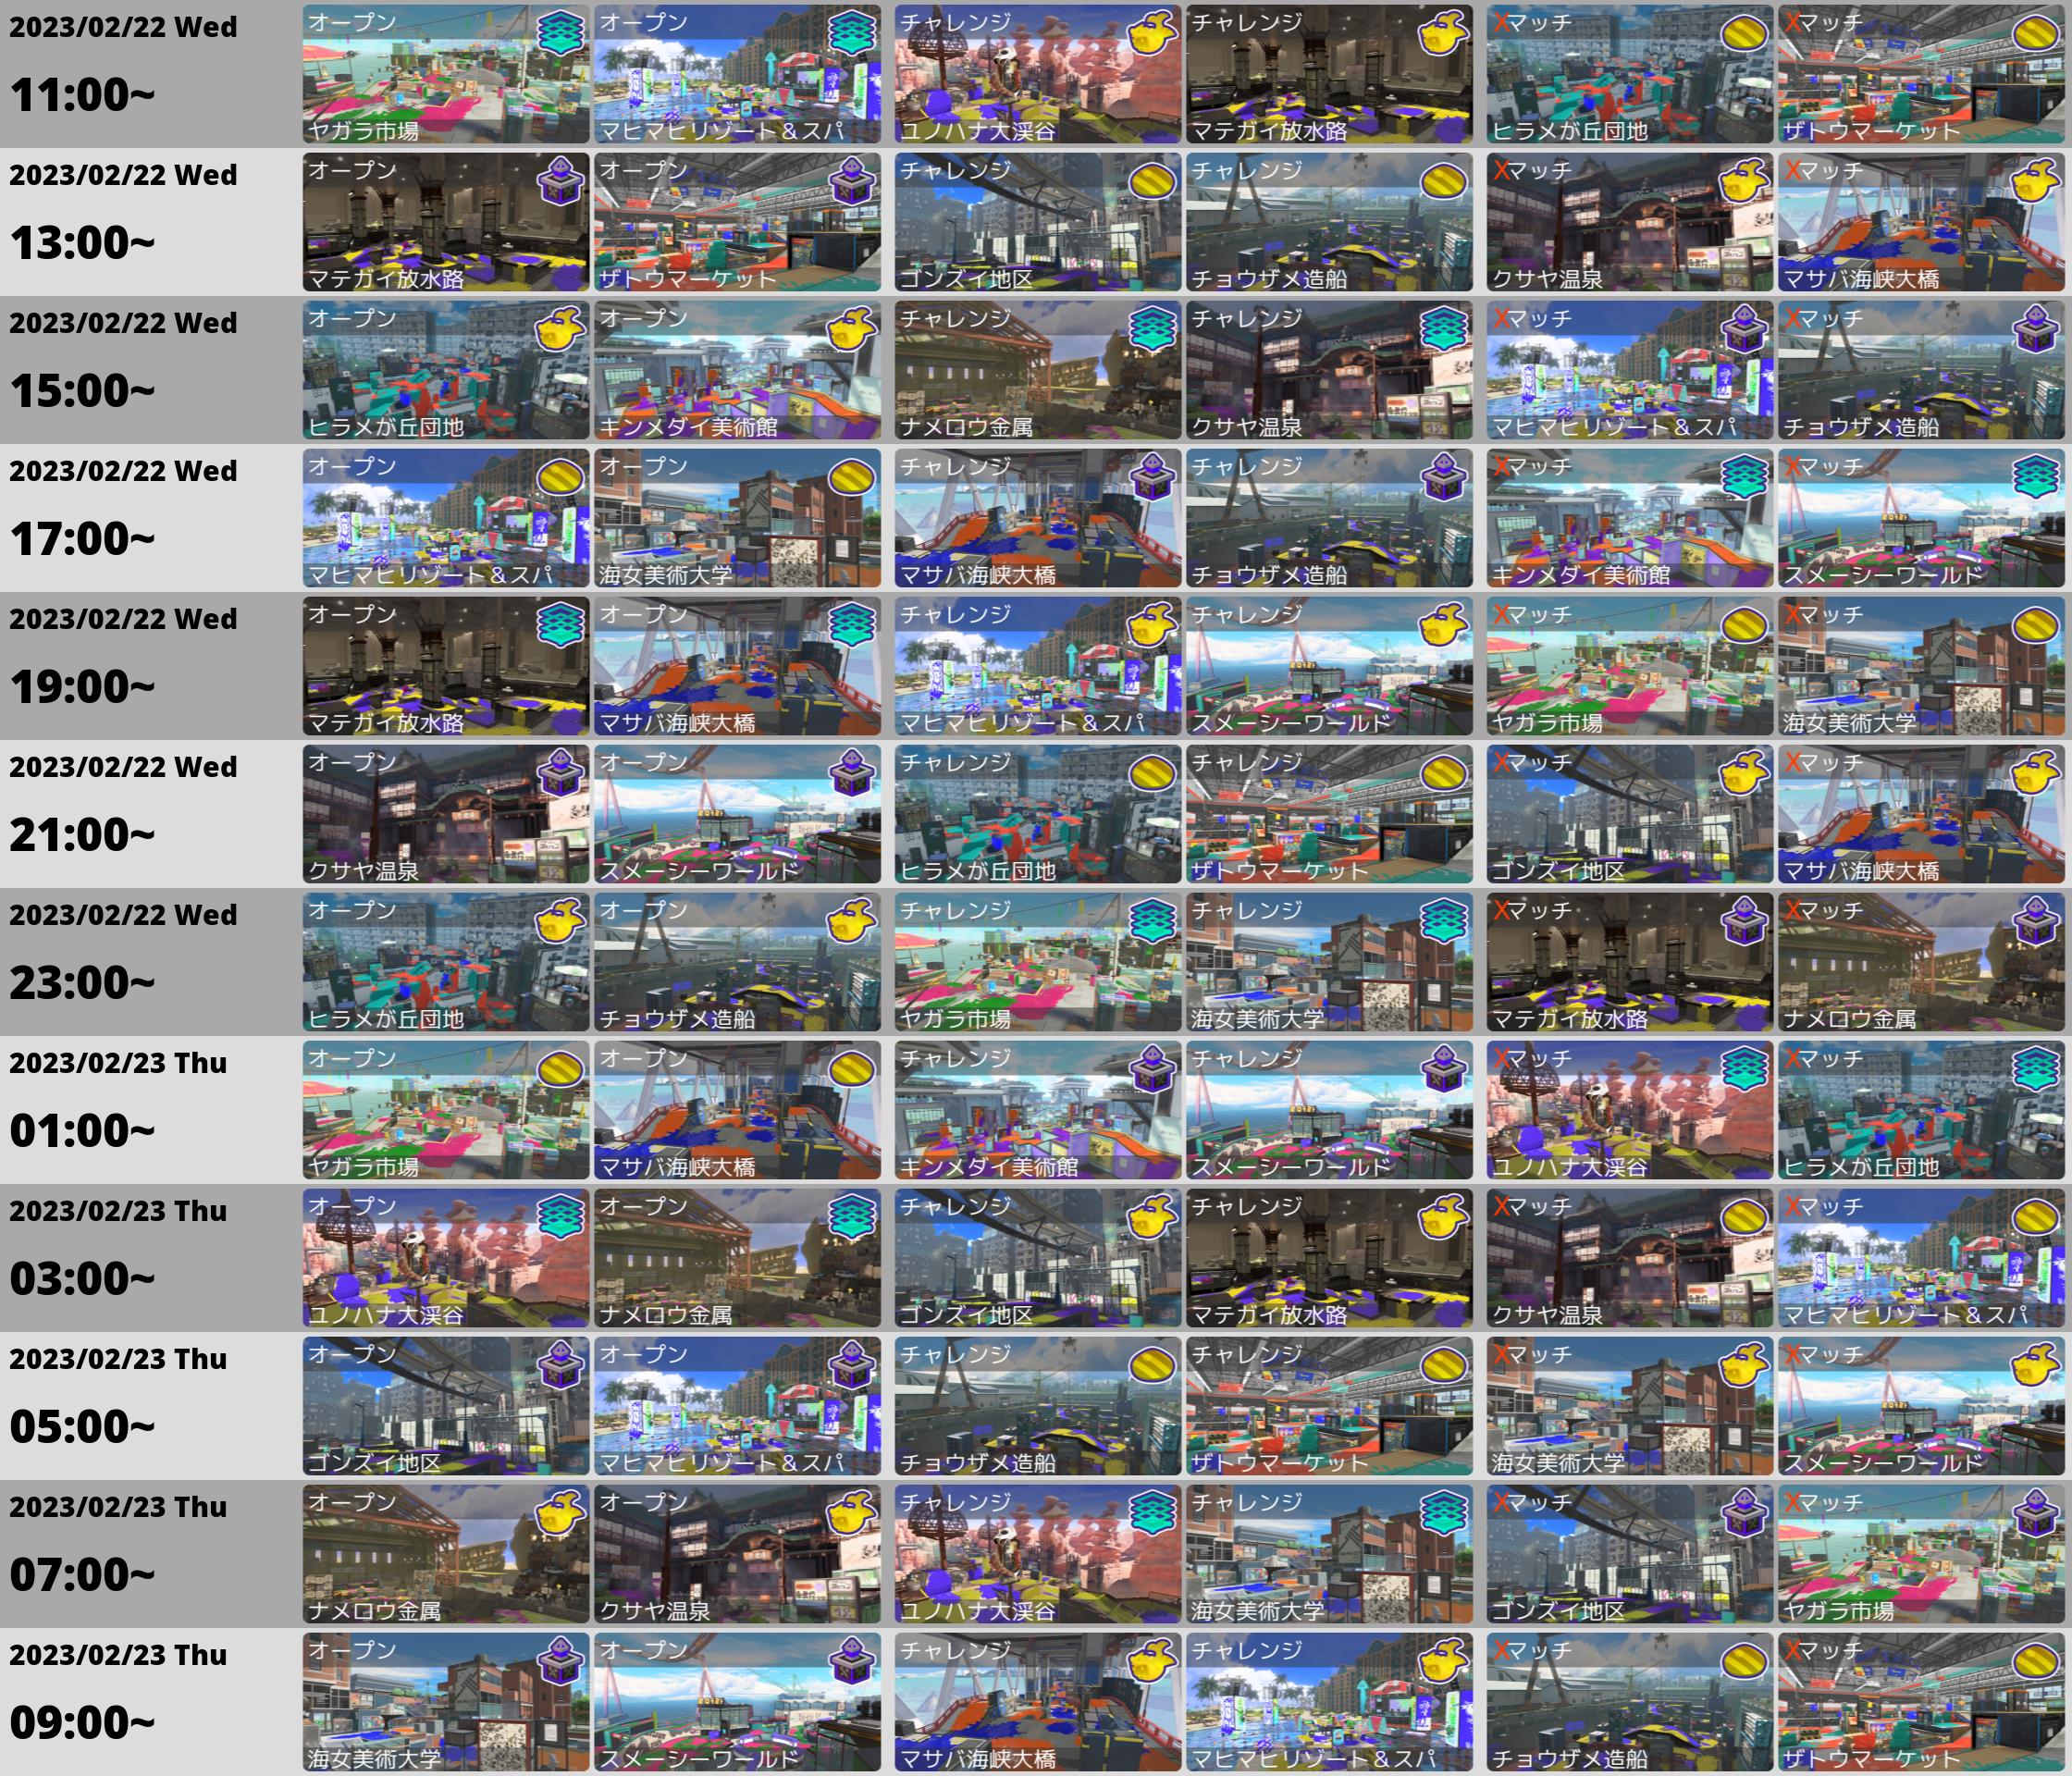 2023/02/22 Wed
11:00~
オープン オープン チャレンジ チャレンジ Xマッチ Xマッチ
ヤガラ市場 マヒマヒリゾート＆スパ ユノハナ大渓谷 マテガイ放水路 ヒラメが丘団地 ザトウマーケット
2023/02/22 Wed
13:00~
オープン オープン チャレンジ チャレンジ Xマッチ Xマッチ
マテガイ放水路 ザトウマーケット ゴンズイ地区 チョウザメ造船 クサヤ温泉 マサバ海峡大橋
2023/02/22 Wed
15:00~
オープン オープン チャレンジ チャレンジ Xマッチ Xマッチ
ヒラメが丘団地 キンメダイ美術館 ナメロウ金属 クサヤ温泉 マヒマヒリゾート＆スパ チョウザメ造船
2023/02/22 Wed
17:00~
オープン オープン チャレンジ チャレンジ Xマッチ Xマッチ
マヒマヒリゾート＆スパ 海女美術大学 マサバ海峡大橋 チョウザメ造船 キンメダイ美術館 スメーシーワールド
2023/02/22 Wed
19:00~
オープン オープン チャレンジ チャレンジ Xマッチ Xマッチ
マテガイ放水路 マサバ海峡大橋 マヒマヒリゾート＆スパ スメーシーワールド ヤガラ市場 海女美術大学
2023/02/22 Wed
21:00~
オープン オープン チャレンジ チャレンジ Xマッチ Xマッチ
クサヤ温泉 スメーシーワールド ヒラメが丘団地 ザトウマーケット ゴンズイ地区 マサバ海峡大橋
2023/02/22 Wed
23:00~
オープン オープン チャレンジ チャレンジ Xマッチ Xマッチ
ヒラメが丘団地 チョウザメ造船 ヤガラ市場 海女美術大学 マテガイ放水路 ナメロウ金属
2023/02/23 Thu
01:00~
オープン オープン チャレンジ チャレンジ Xマッチ Xマッチ
ヤガラ市場 マサバ海峡大橋 キンメダイ美術館 スメーシーワールド ユノハナ大渓谷 ヒラメが丘団地
2023/02/23 Thu
03:00~
オープン オープン チャレンジ チャレンジ Xマッチ Xマッチ
ユノハナ大渓谷 ナメロウ金属 ゴンズイ地区 マテガイ放水路 クサヤ温泉 マヒマヒリゾート＆スパ
2023/02/23 Thu
05:00~
オープン オープン チャレンジ チャレンジ Xマッチ Xマッチ
ゴンズイ地区 マヒマヒリゾート＆スパ チョウザメ造船 ザトウマーケット 海女美術大学 スメーシーワールド
2023/02/23 Thu
07:00~
オープン オープン チャレンジ チャレンジ Xマッチ Xマッチ
ナメロウ金属 クサヤ温泉 ユノハナ大渓谷 海女美術大学 ゴンズイ地区 ヤガラ市場
2023/02/23 Thu
09:00~
オープン オープン チャレンジ チャレンジ Xマッチ Xマッチ
海女美術大学 スメーシーワールド マサバ海峡大橋 マヒマヒリゾート＆スパ チョウザメ造船 ザトウマーケット